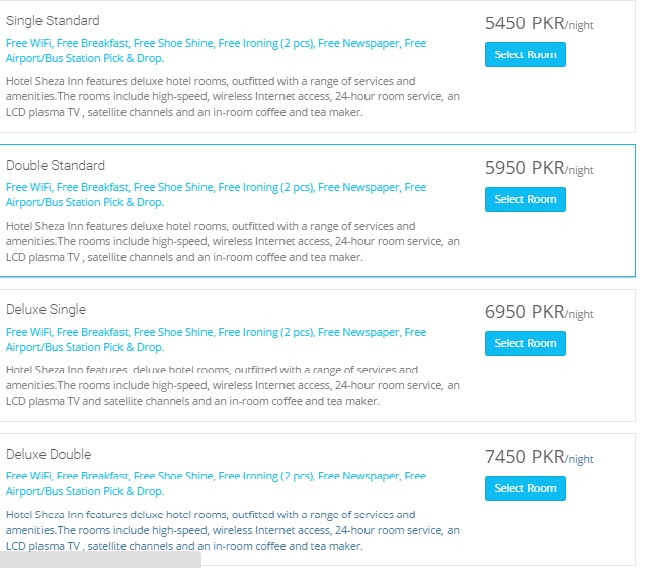 Single Standard
5450 PKR/night
Free WiFi, Free Breakfast, Free Shoe Shine, Free Ironing (2 pcs), Free Newspaper, Free
Airport/Bus Station Pick & Drop.
Select Room
Hotel Sheza Inn features deluxe hotel rooms, outfitted with a range of services and
amenities.The rooms include high-speed, wireless Internet access, 24-hour room service, an
LCD plasma TV , satellite channels and an in-room coffee and tea maker.
Double Standard
5950 PKR/night
Free WiFi, Free Breakfast, Free Shoe Shine, Free Ironing (2 pcs), Free Newspaper, Free
Airport/Bus Station Pick & Drop.
Select Room
Hotel Sheza Inn features deluxe hotel rooms, outfitted with a range of services and
amenities.The rooms include high-speed, wireless Internet access, 24-hour room service, an
LCD plasma TV , satellite channels and an in-room coffee and tea maker.
Deluxe Single
6950 PKR/night
Free WiFi, Free Breakfast, Free Shoe Shine, Free Ironing (2 pcs), Free Newspaper, Free
Airport/Bus Station Pick & Drop.
Select Room
Hotel Sheza Inn features deluxe hotel rooms, outfitted with a range of services and
amenities.The rooms include high-speed, wireless Internet access, 24-hour room service, an
LCD plasma TV and satellite channels and an in-room coffee and tea maker.
Deluxe Double
7450 PKR/night
Free WiFi, Free Breakfast, Free Shoe Shine, Free Ironing (2 pcs), Free Newspaper, Free
Airport/Bus Station Pick & Drop.
Select Room
Hotel Sheza Inn features deluxe hotel rooms, outfitted with a range of services and
amenities.The rooms include high-speed, wireless Internet access, 24-hour room service, an
LCD plasma TV , satellite channels and an in-room coffee and tea maker.